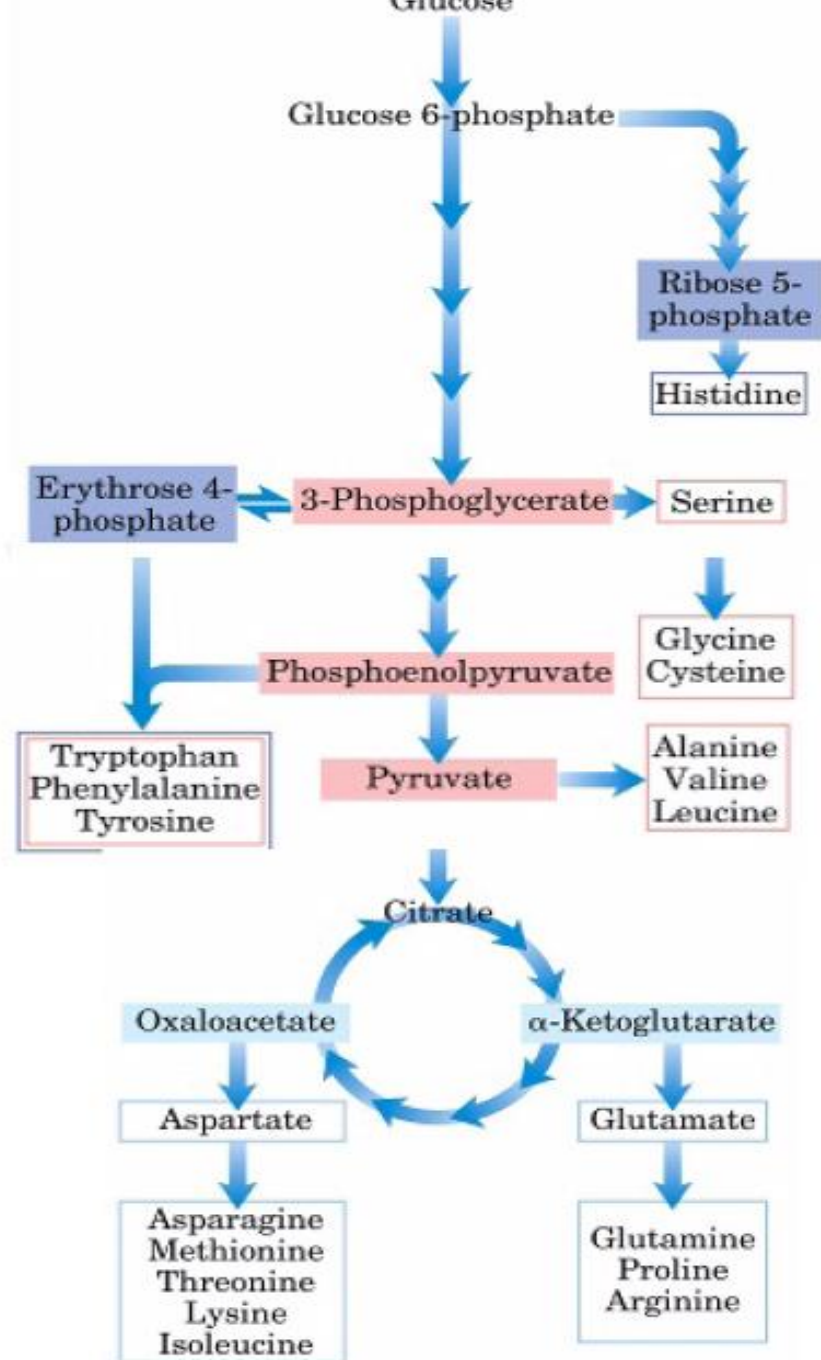 Glucose
Glucose 6-phosphate
Ribose 5-
phosphate
Histidine
Erythrose 4-
phosphate
3-Phosphoglycerate
Serine
Glycine
Cysteine
Phosphoenolpyruvate
Tryptophan
Phenylalanine
Tyrosine
Pyruvate
Alanine
Valine
Leucine
Citrate
Oxaloacetate
α-Ketoglutarate
Aspartate
Glutamate
Asparagine
Methionine
Threonine
Lysine
Isoleucine
Glutamine
Proline
Arginine